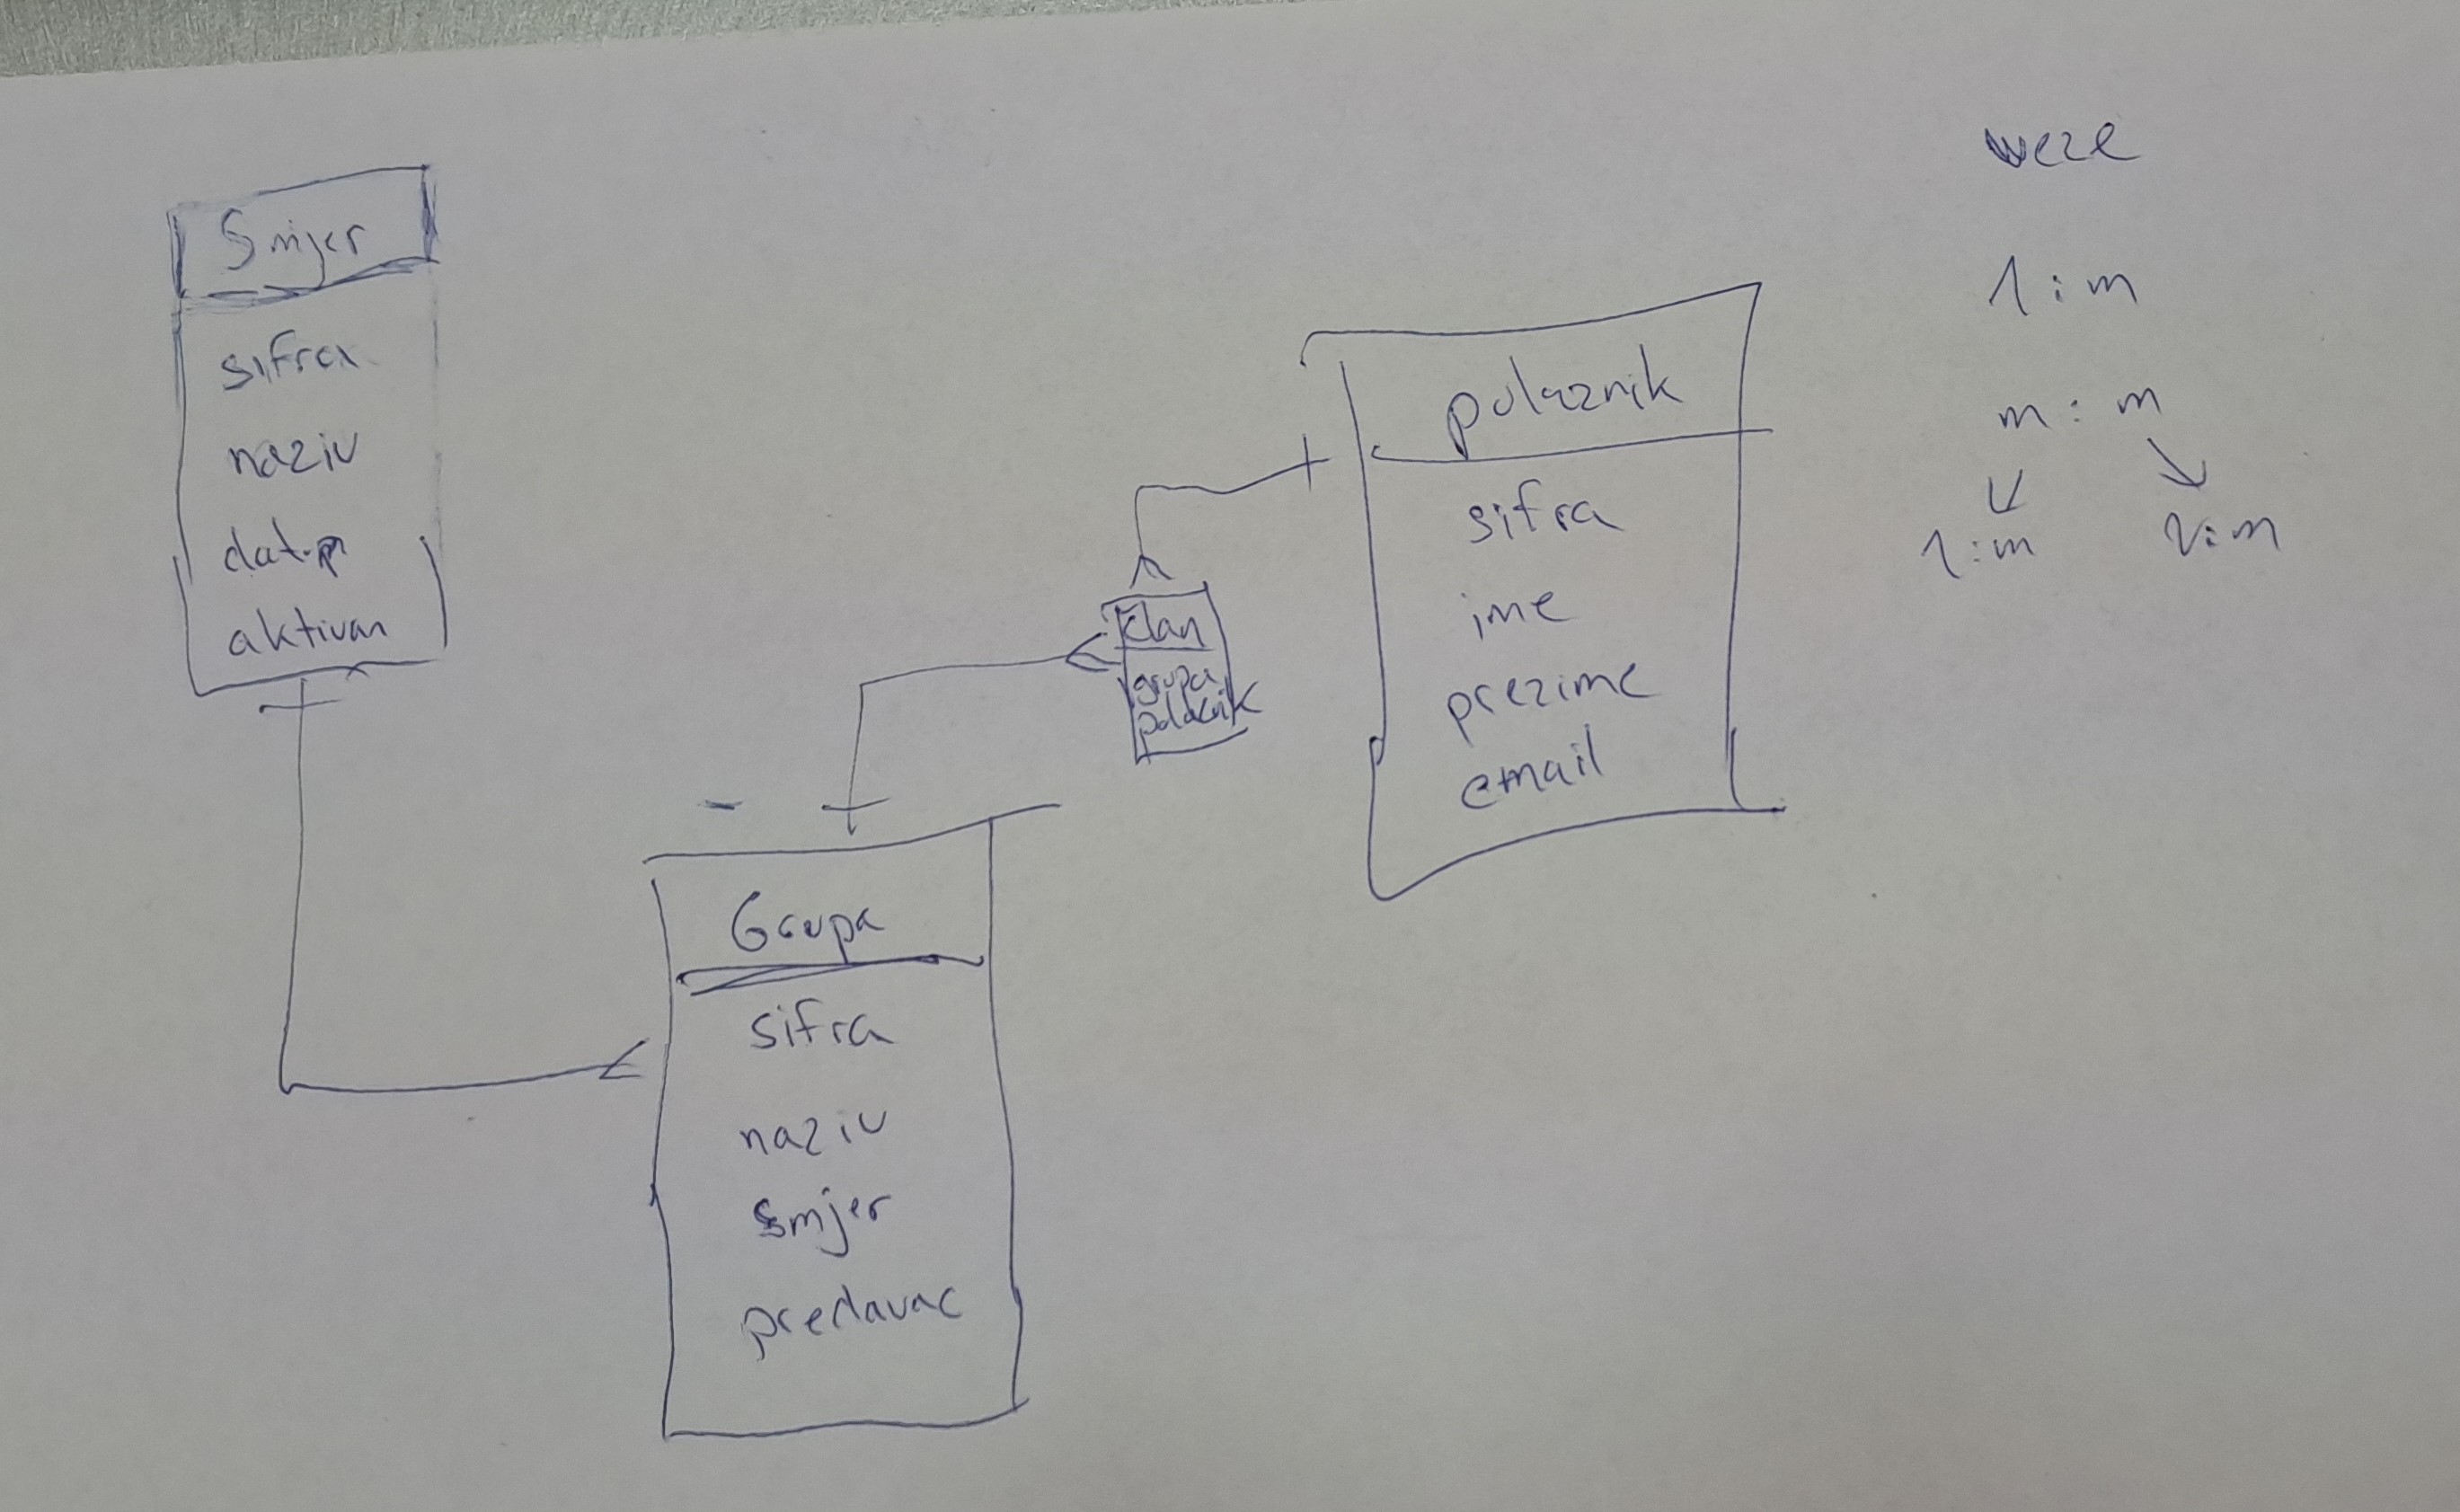 Smjer
sifra
naziv
aktivan
polaznik
sifra
ime
prezime
email
clan
grupa
polaznik
Grupa
sifra
naziv
smjer
predavac
veze
1:m
m:m
1:m 1:m